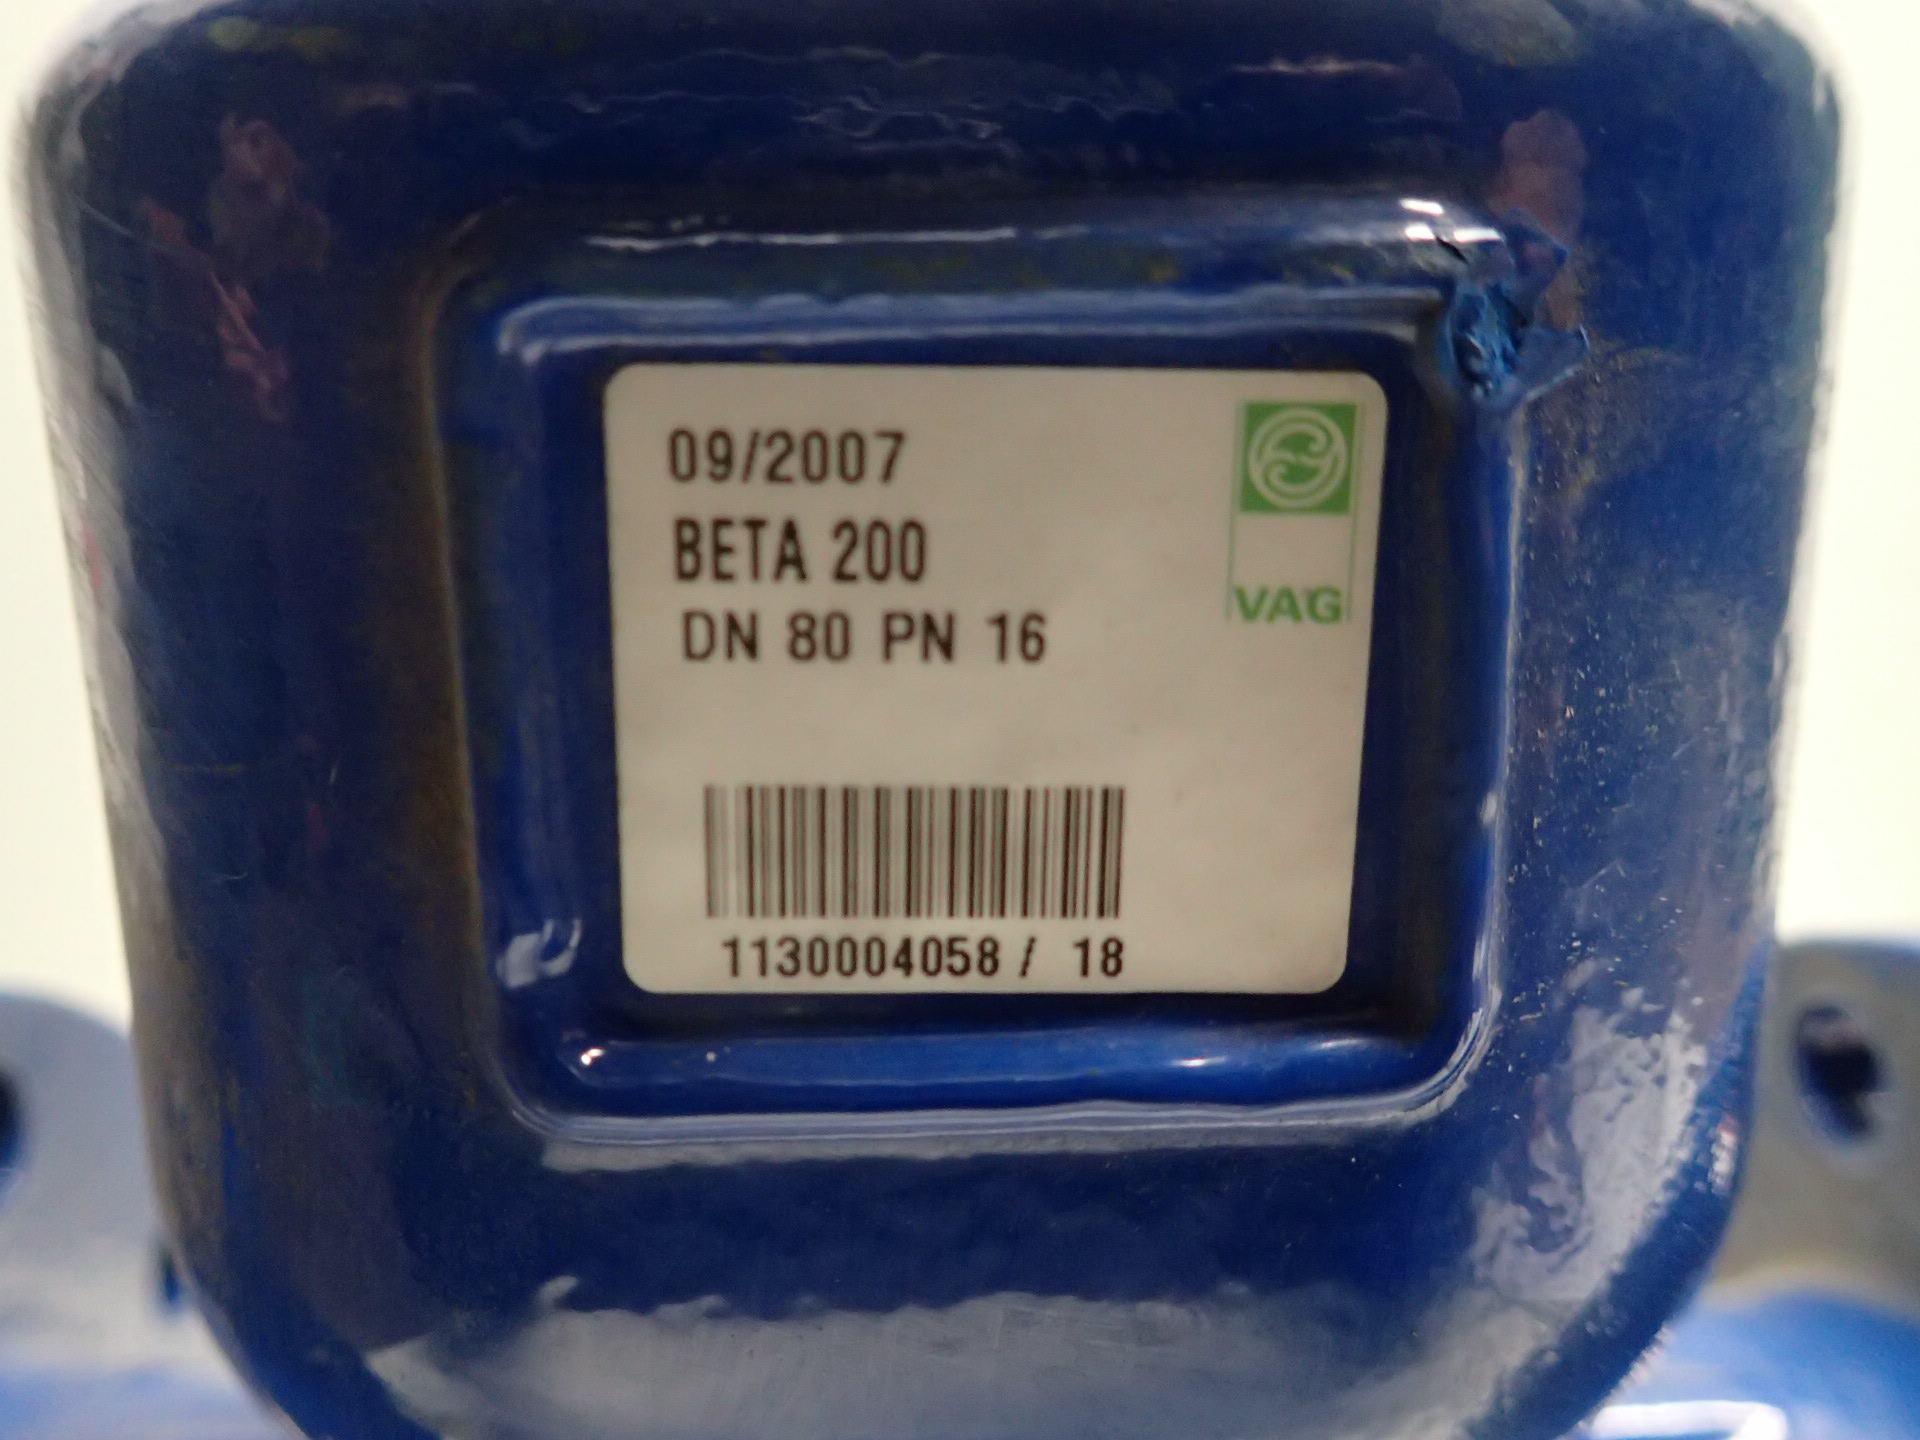 09/2007
BETA 200
DN 80 PN 16
VAG
1130004058 / 18